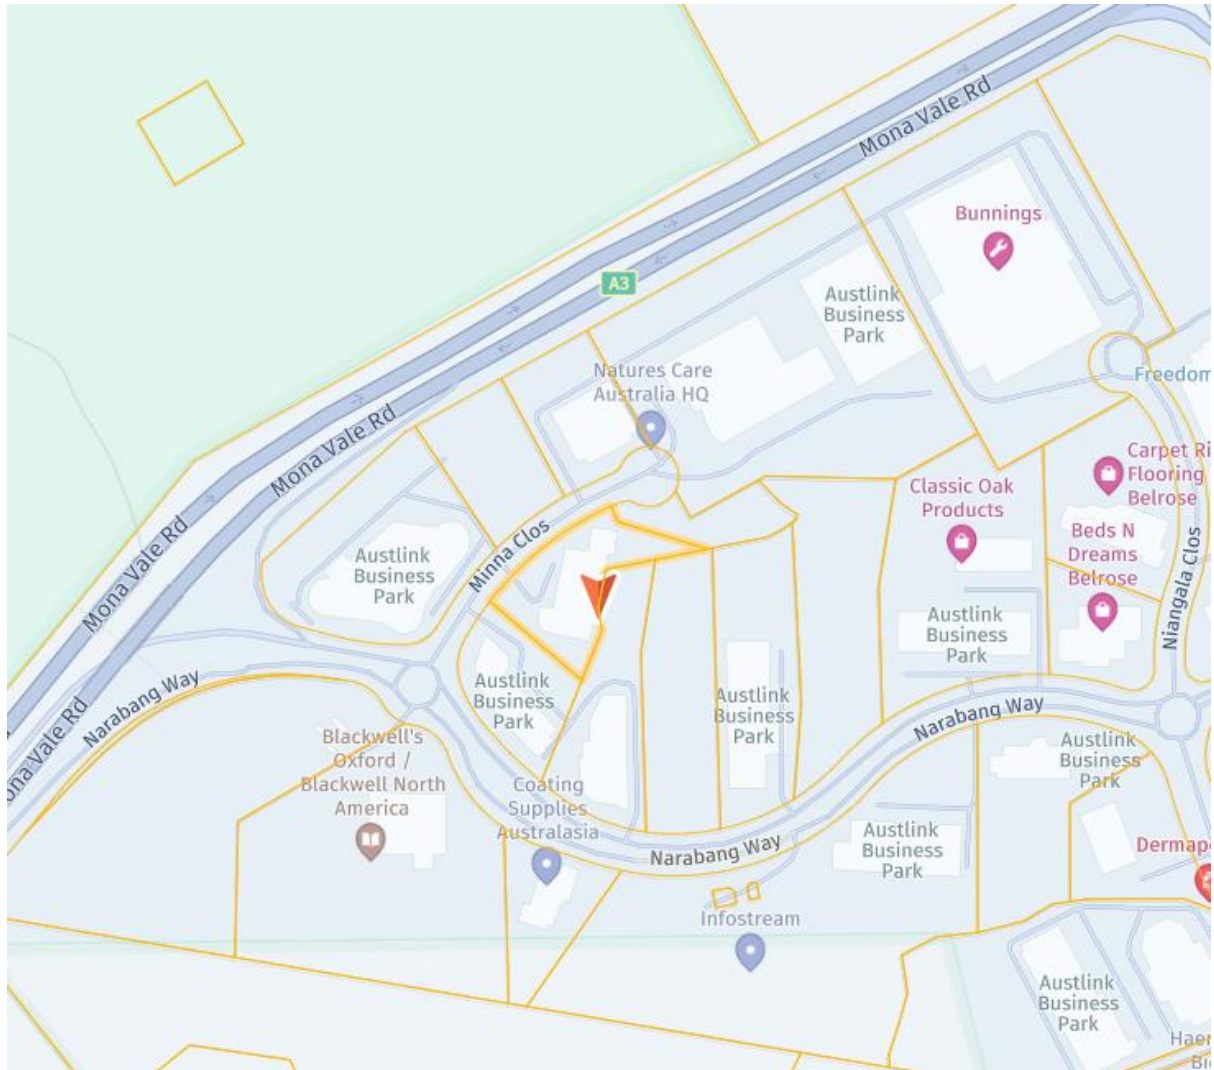 Mona Vale Rd
Bunnings
A3
Austlink
Business
Park
Natures Care
Australia HQ
Freedom
Mona Vale Rd
Carpet Ri
Flooring
Belrose
Classic Oak
Products
Mona Vale Rd
Minna Clos
Beds N
Dreams
Belrose
Niangala Clos
Austlink
Business
Park
Austlink
Business
Park
Austlink
Business
Park
Austlink
Business
Park
Narabang Way
Narabang Way
ona Vale Rd
Blackwell's
Oxford /
Blackwell North
America
Austlink
Business
Park
Coating
Supplies
Australasia
Narabang Way
Austlink
Business
Park
Dermap
Infostream
Austlink
Business
Park
Haer
Bi